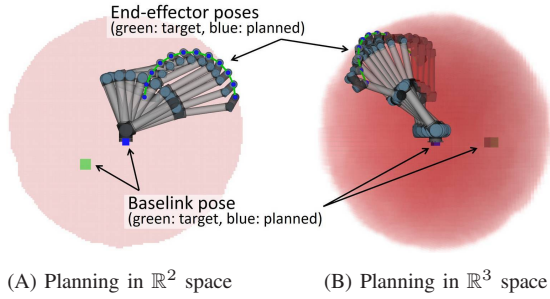 End-effector poses
(green: target, blue: planned)
Baselink pose
(green: target, blue: planned)
(A) Planning in ℝ² space
(B) Planning in ℝ³ space